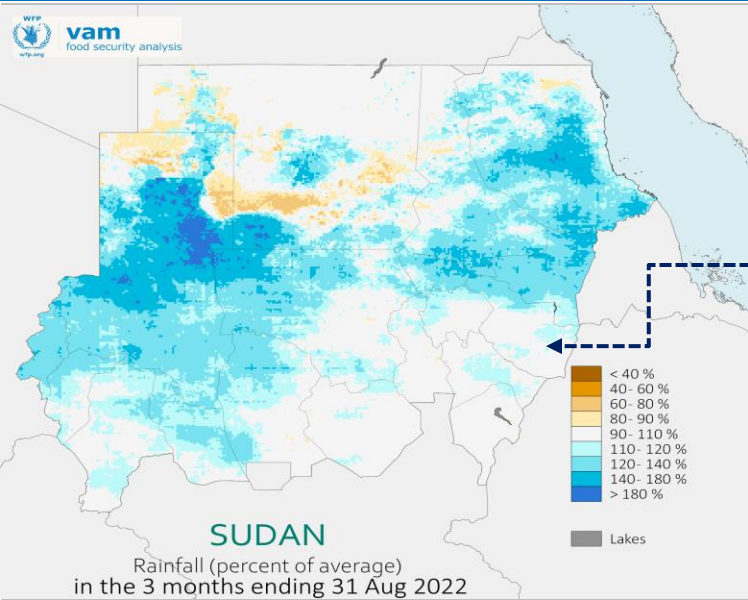 WFP
wfp.org
vam
food security analysis
< 40 %
40- 60 %
60- 80 %
80- 90 %
90- 110 %
110- 120 %
120- 140 %
140- 180 %
> 180 %
Lakes
SUDAN
Rainfall (percent of average)
in the 3 months ending 31 Aug 2022